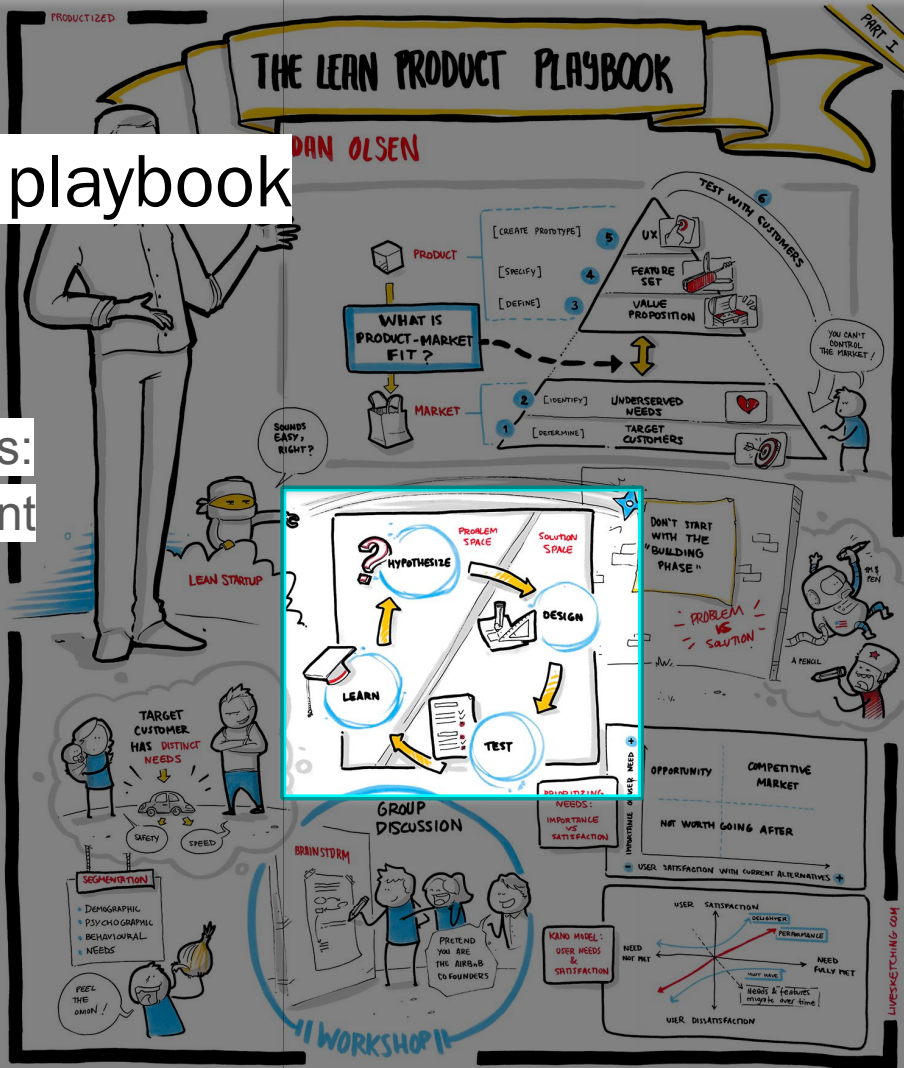 PRODUCTIZED
PART I
THE LEAN PRODUCT PLAYBOOK
DAN OLSEN
playbook
s:
nt
TEST WITH CUSTOMERS
6
[CREATE PROTOTYPE]
5
UX
PRODUCT
[SPECIFY]
4
FEATURE
SET
[DEFINE]
3
VALUE
PROPOSITION
WHAT IS
PRODUCT-MARKET
FIT?
YOU CAN'T
CONTROL
THE MARKET!
MARKET
2
[IDENTIFY]
UNDERSERVED
NEEDS
1
[DETERMINE]
TARGET
CUSTOMERS
SOUNDS
EASY,
RIGHT?
LEAN STARTUP
?
HYPOTHESIZE
PROBLEM
SPACE
SOLUTION
SPACE
DESIGN
LEARN
TEST
DON'T START
WITH THE
"BUILDING
PHASE"
PROBLEM
VS
SOLUTION
1M $
PEN
A PENCIL
TARGET
CUSTOMER
HAS DISTINCT
NEEDS
SAFETY
SPEED
SEGMENTATION
DEMOGRAPHIC
PSYCHOGRAPHIC
BEHAVIOURAL
NEEDS
PEEL
THE
ONION!
GROUP
DISCUSSION
BRAINSTORM
PRETEND
YOU ARE
THE AIRBNB
COFOUNDERS
WORKSHOP
PRIORITIZING
NEEDS:
IMPORTANCE
VS
SATISFACTION
IMPORTANCE OF USER NEED +
OPPORTUNITY
COMPETITIVE
MARKET
NOT WORTH GOING AFTER
- USER SATISFACTION WITH CURRENT ALTERNATIVES +
KANO MODEL:
USER NEEDS
&
SATISFACTION
USER SATISFACTION
DELIGHTER
PERFORMANCE
NEED
NOT MET
NEED
FULLY MET
MUST HAVE
Needs & features
migrate over time
USER DISSATISFACTION
LIVESKETCHING.COM